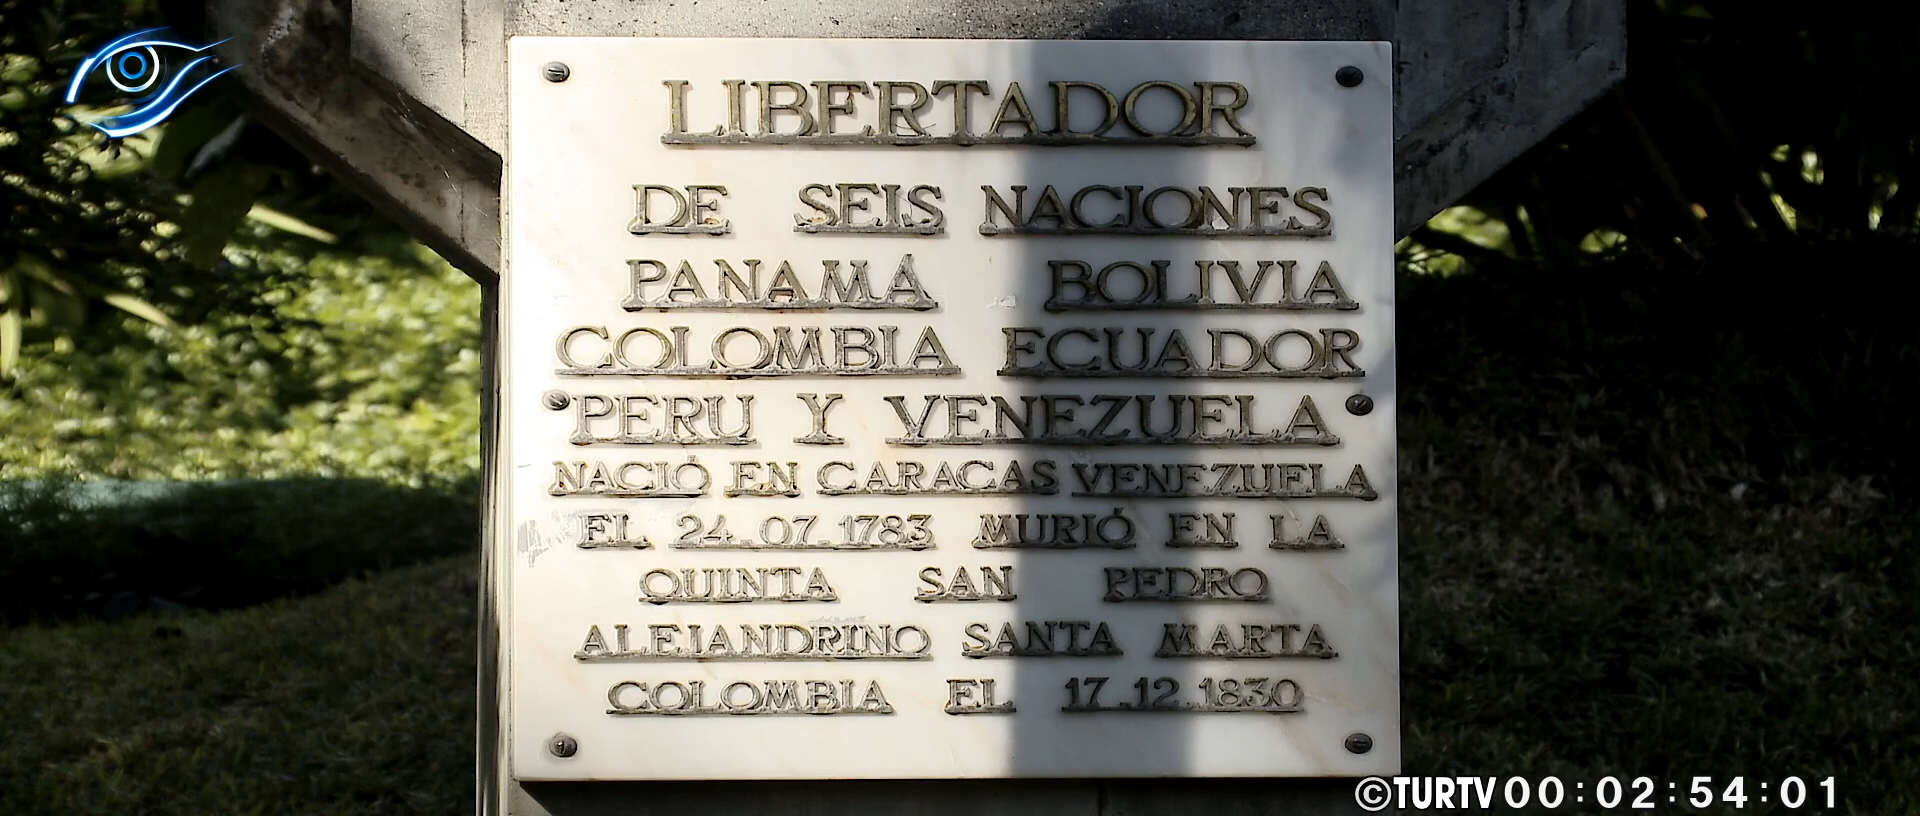 LIBERTADOR
DE SEIS NACIONES
PANAMÁ BOLIVIA
COLOMBIA ECUADOR
PERU Y VENEZUELA
NACIÓ EN CARACAS VENEZUELA
EL 24.07.1783 MURIÓ EN LA
QUINTA SAN PEDRO
ALEJANDRINO SANTA MARTA
COLOMBIA EL 17.12.1830
©TURTV 00:02:54:01